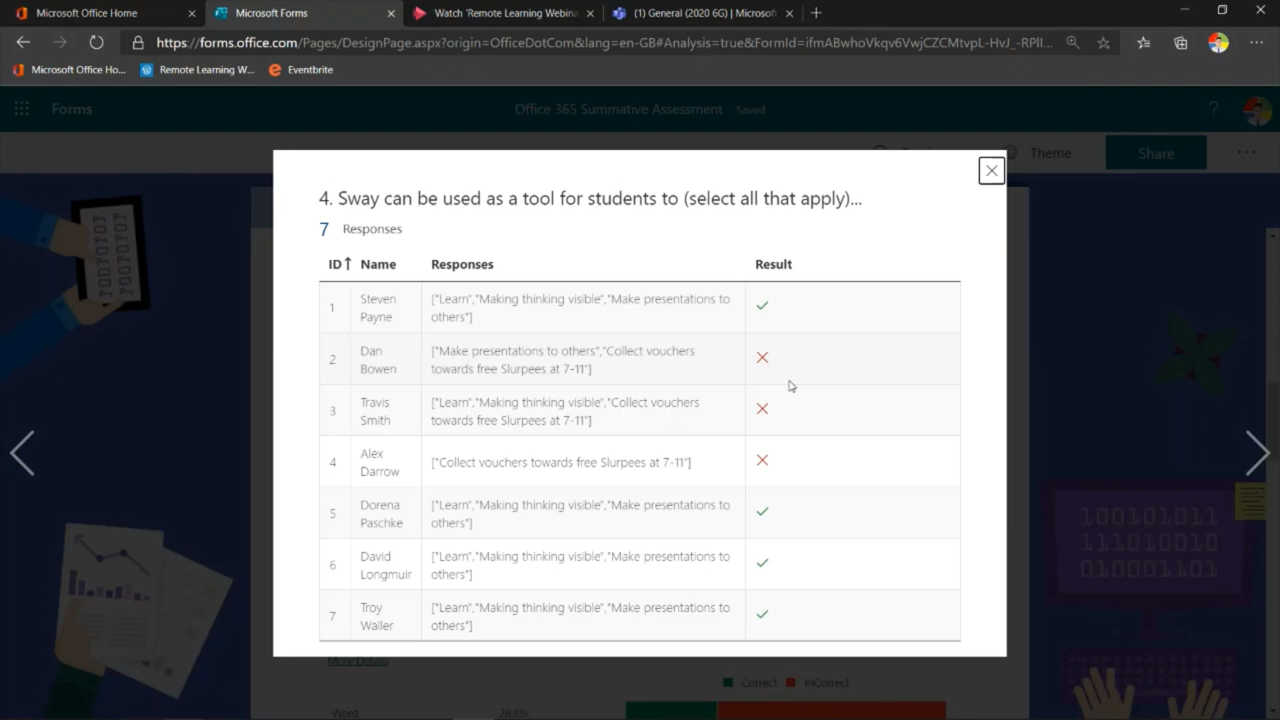 Microsoft Office Home
Microsoft Forms
Watch 'Remote Learning Webina
(1) General (2020 6G) | Microsof
https://forms.office.com/Pages/DesignPage.aspx?origin=OfficeDotCom&lang=en-GB#Analysis=true&FormId=ifmABwhoVkqv6VwjCZCMtvpL-HvJ_-RPlI...
Microsoft Office Ho...
Remote Learning W...
Eventbrite
Forms
Office 365 Summative Assessment
Saved
?
Theme
Share
4. Sway can be used as a tool for students to (select all that apply)...
7 Responses
ID Name Responses Result
1 Steven Payne ["Learn","Making thinking visible","Make presentations to
others"]
2 Dan Bowen ["Make presentations to others","Collect vouchers
towards free Slurpees at 7-11"]
3 Travis Smith ["Learn","Making thinking visible","Collect vouchers
towards free Slurpees at 7-11"]
4 Alex Darrow ["Collect vouchers towards free Slurpees at 7-11"]
5 Dorena Paschke ["Learn","Making thinking visible","Make presentations to
others"]
6 David Longmuir ["Learn","Making thinking visible","Make presentations to
others"]
7 Troy Waller ["Learn","Making thinking visible","Make presentations to
others"]
More Details
Correct InCorrect
Word
100101011
111010010
010001101